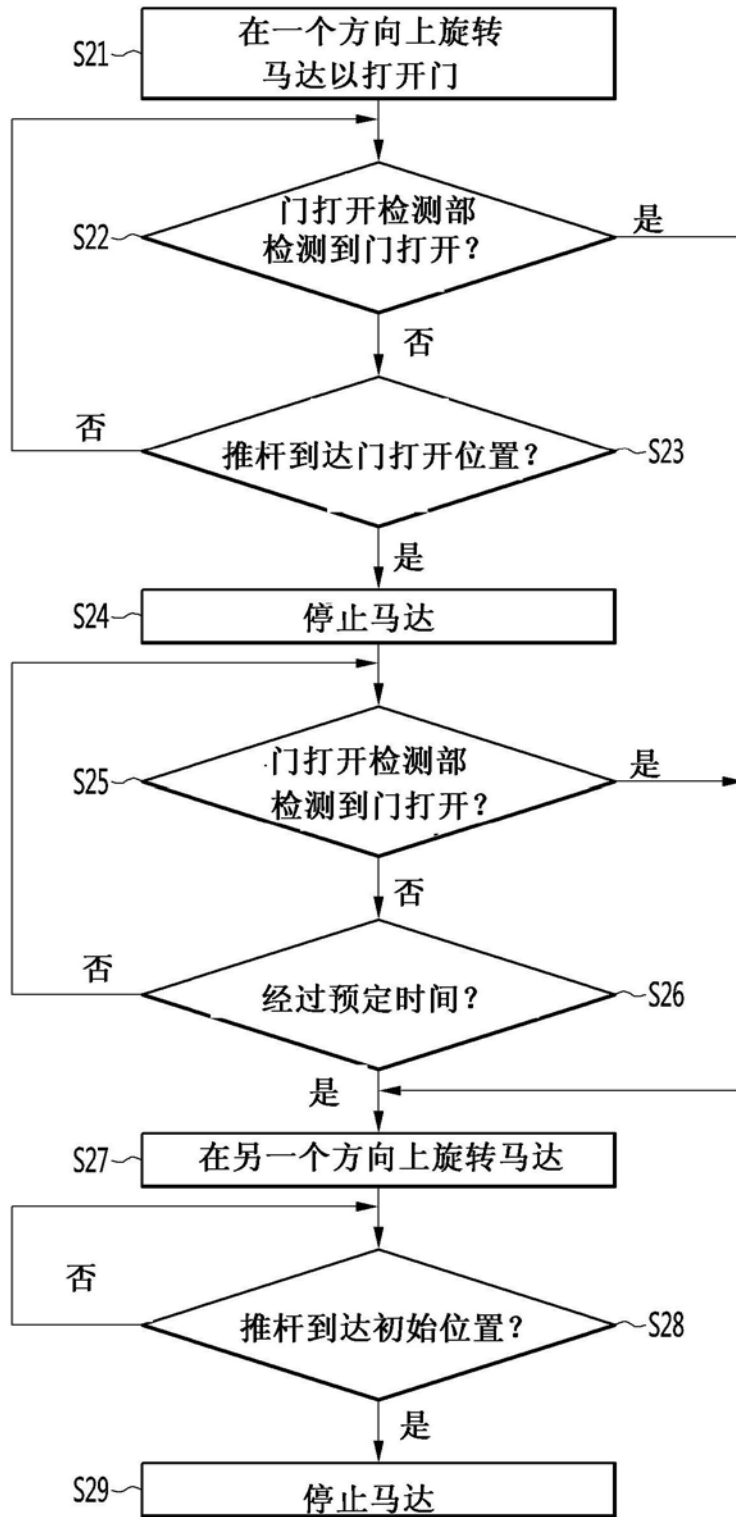 S21
在一个方向上旋转
马达以打开门
S22
门打开检测部
检测到门打开？
是
否
否
推杆到达门打开位置？
S23
是
S24
停止马达
S25
门打开检测部
检测到门打开？
是
否
否
经过预定时间？
S26
是
S27
在另一个方向上旋转马达
否
推杆到达初始位置？
S28
是
S29
停止马达